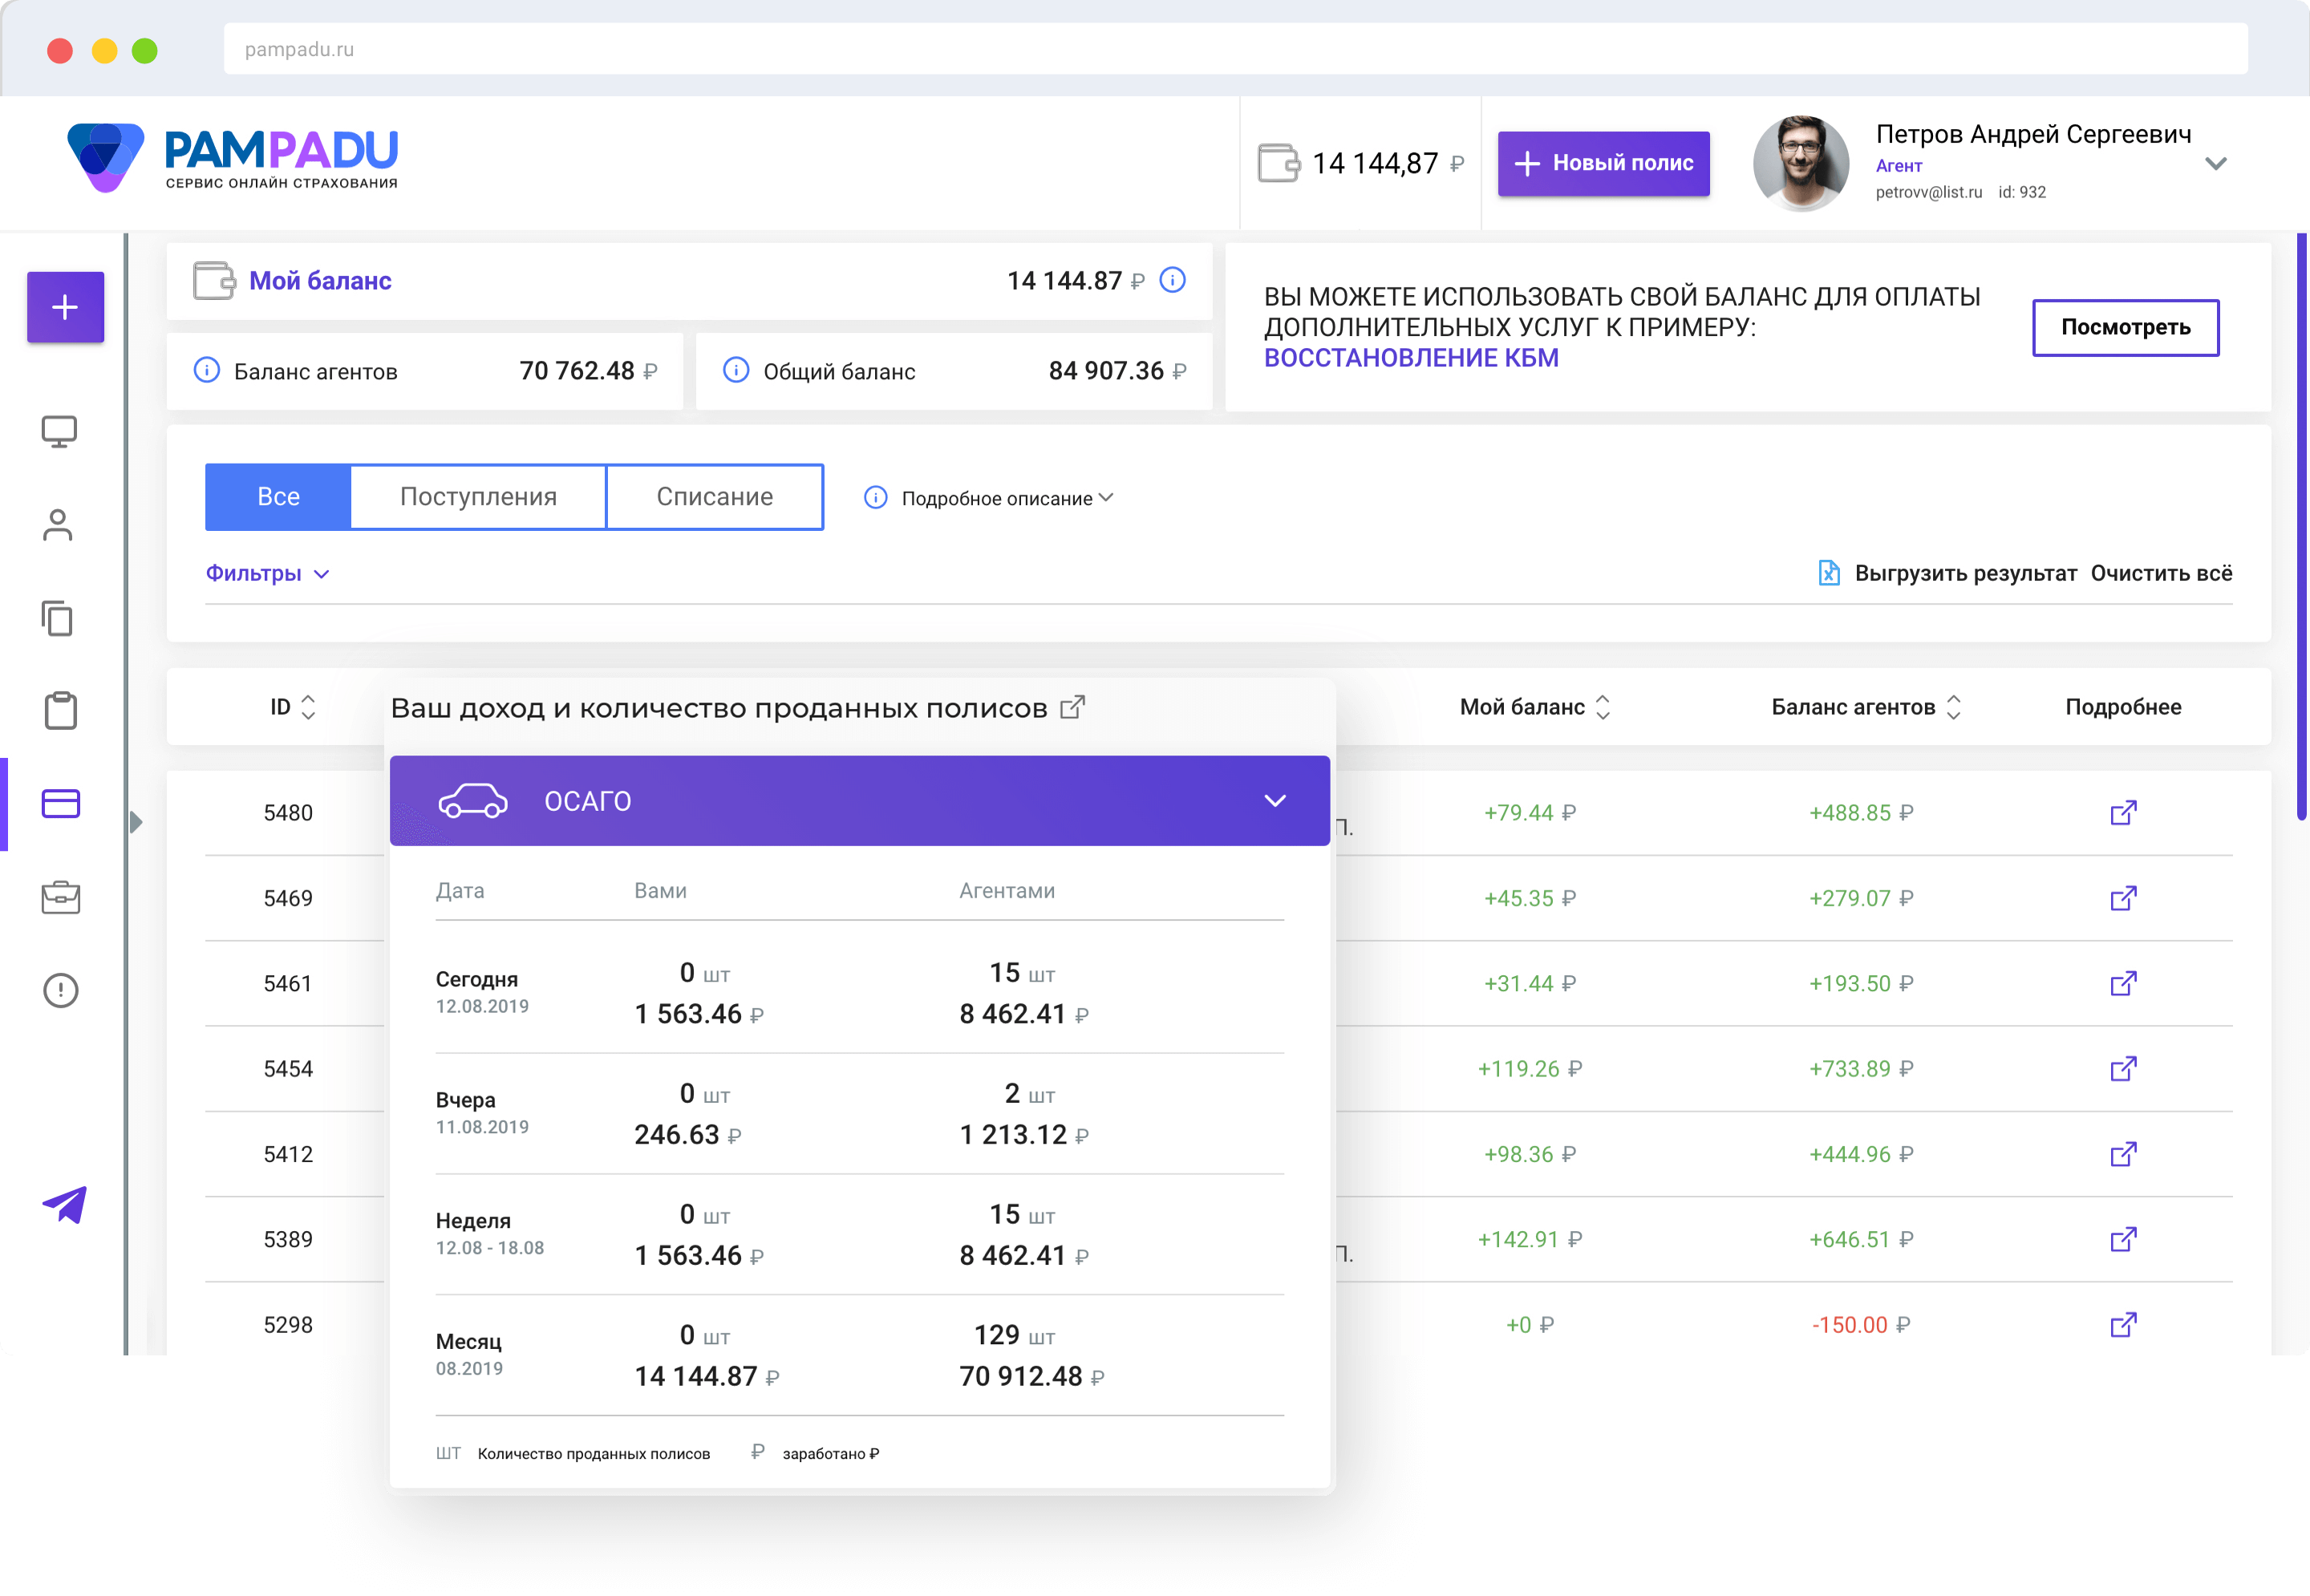 pampadu.ru
PAMPADU
СЕРВИС ОНЛАЙН СТРАХОВАНИЯ
14 144,87 ₽
+ Новый полис
Петров Андрей Сергеевич
Агент
petrovv@list.ru id: 932
Мой баланс 14 144.87 ₽
Баланс агентов 70 762.48 ₽
Общий баланс 84 907.36 ₽
ВЫ МОЖЕТЕ ИСПОЛЬЗОВАТЬ СВОЙ БАЛАНС ДЛЯ ОПЛАТЫ
ДОПОЛНИТЕЛЬНЫХ УСЛУГ К ПРИМЕРУ:
ВОССТАНОВЛЕНИЕ КБМ
Посмотреть
Все Поступления Списание Подробное описание
Фильтры Выгрузить результат Очистить всё
ID Мой баланс Баланс агентов Подробнее
5480 П. +79.44 ₽ +488.85 ₽
5469 +45.35 ₽ +279.07 ₽
5461 +31.44 ₽ +193.50 ₽
5454 +119.26 ₽ +733.89 ₽
5412 +98.36 ₽ +444.96 ₽
5389 П. +142.91 ₽ +646.51 ₽
5298 +0 ₽ -150.00 ₽
Ваш доход и количество проданных полисов
ОСАГО
Дата Вами Агентами
Сегодня 0 шт 15 шт
12.08.2019 1 563.46 ₽ 8 462.41 ₽
Вчера 0 шт 2 шт
11.08.2019 246.63 ₽ 1 213.12 ₽
Неделя 0 шт 15 шт
12.08 - 18.08 1 563.46 ₽ 8 462.41 ₽
Месяц 0 шт 129 шт
08.2019 14 144.87 ₽ 70 912.48 ₽
ШТ Количество проданных полисов ₽ заработано ₽